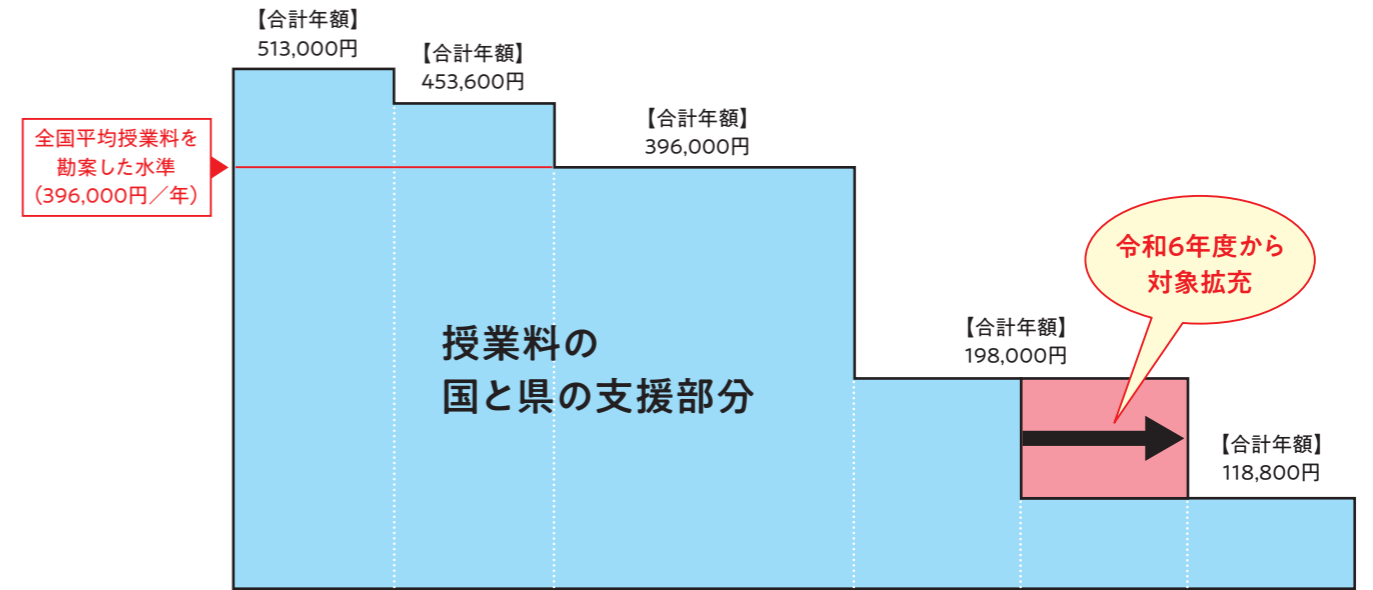 【合計年額】
513,000円
【合計年額】
453,600円
【合計年額】
396,000円
全国平均授業料を
勘案した水準
（396,000円／年）
令和6年度から
対象拡充
授業料の
国と県の支援部分
【合計年額】
198,000円
【合計年額】
118,800円